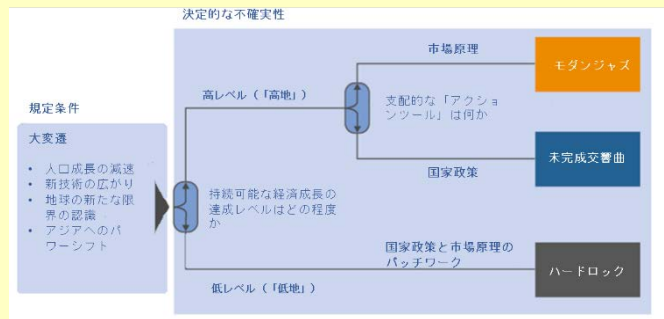 決定的な不確実性
規定条件
大変遷
• 人口成長の減速
• 新技術の広がり
• 地球の新たな限
界の認識
• アジアへのパ
ワーシフト
高レベル（「高地」）
持続可能な経済成長の
達成レベルはどの程度
か
低レベル（「低地」）
市場原理
支配的な「アクショ
ンツール」は何か
国家政策
国家政策と市場原理の
パッチワーク
モダンジャズ
未完成交響曲
ハードロック